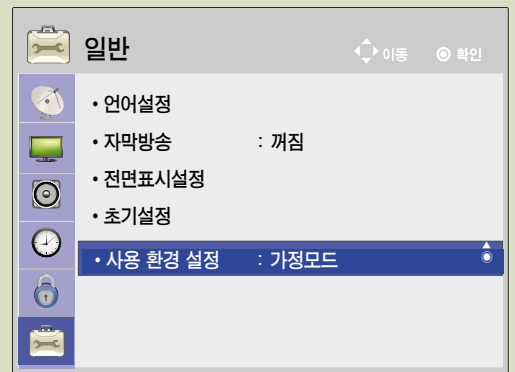 일반 이동 확인
• 언어설정
• 자막방송 : 꺼짐
• 전면표시설정
• 초기설정
• 사용 환경 설정 : 가정모드